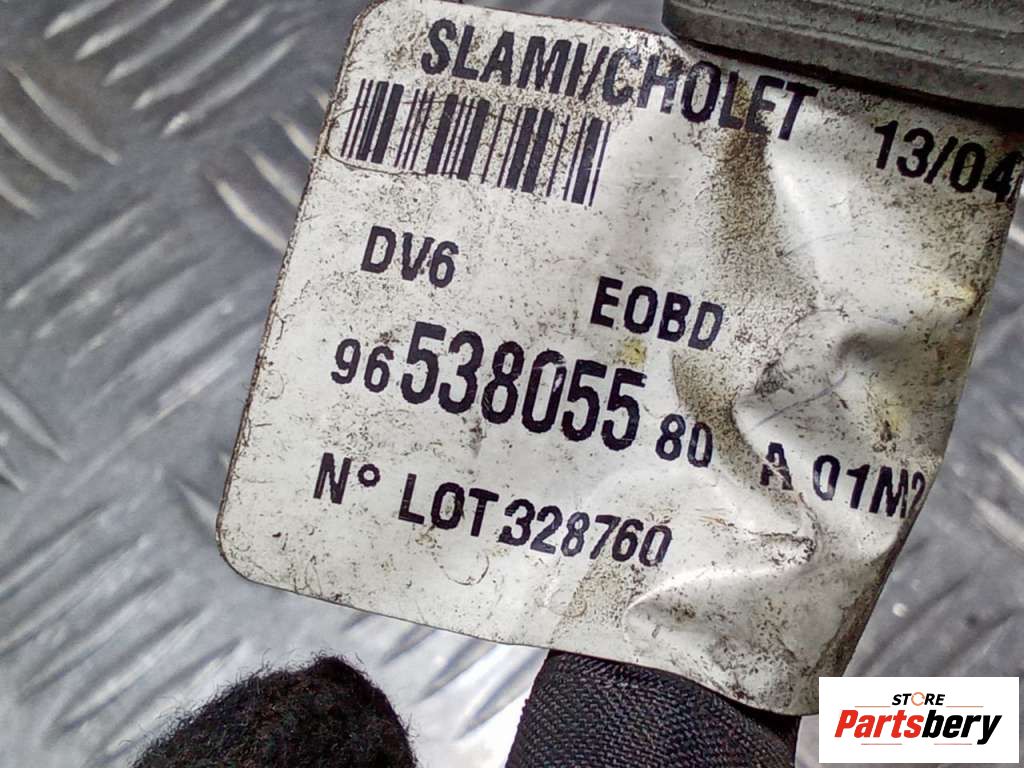 SLAMI/CHOLET 13/04
DV6 EOBD
96 538055 80 A 01M2
N° LOT 328760
STORE
Partsbery